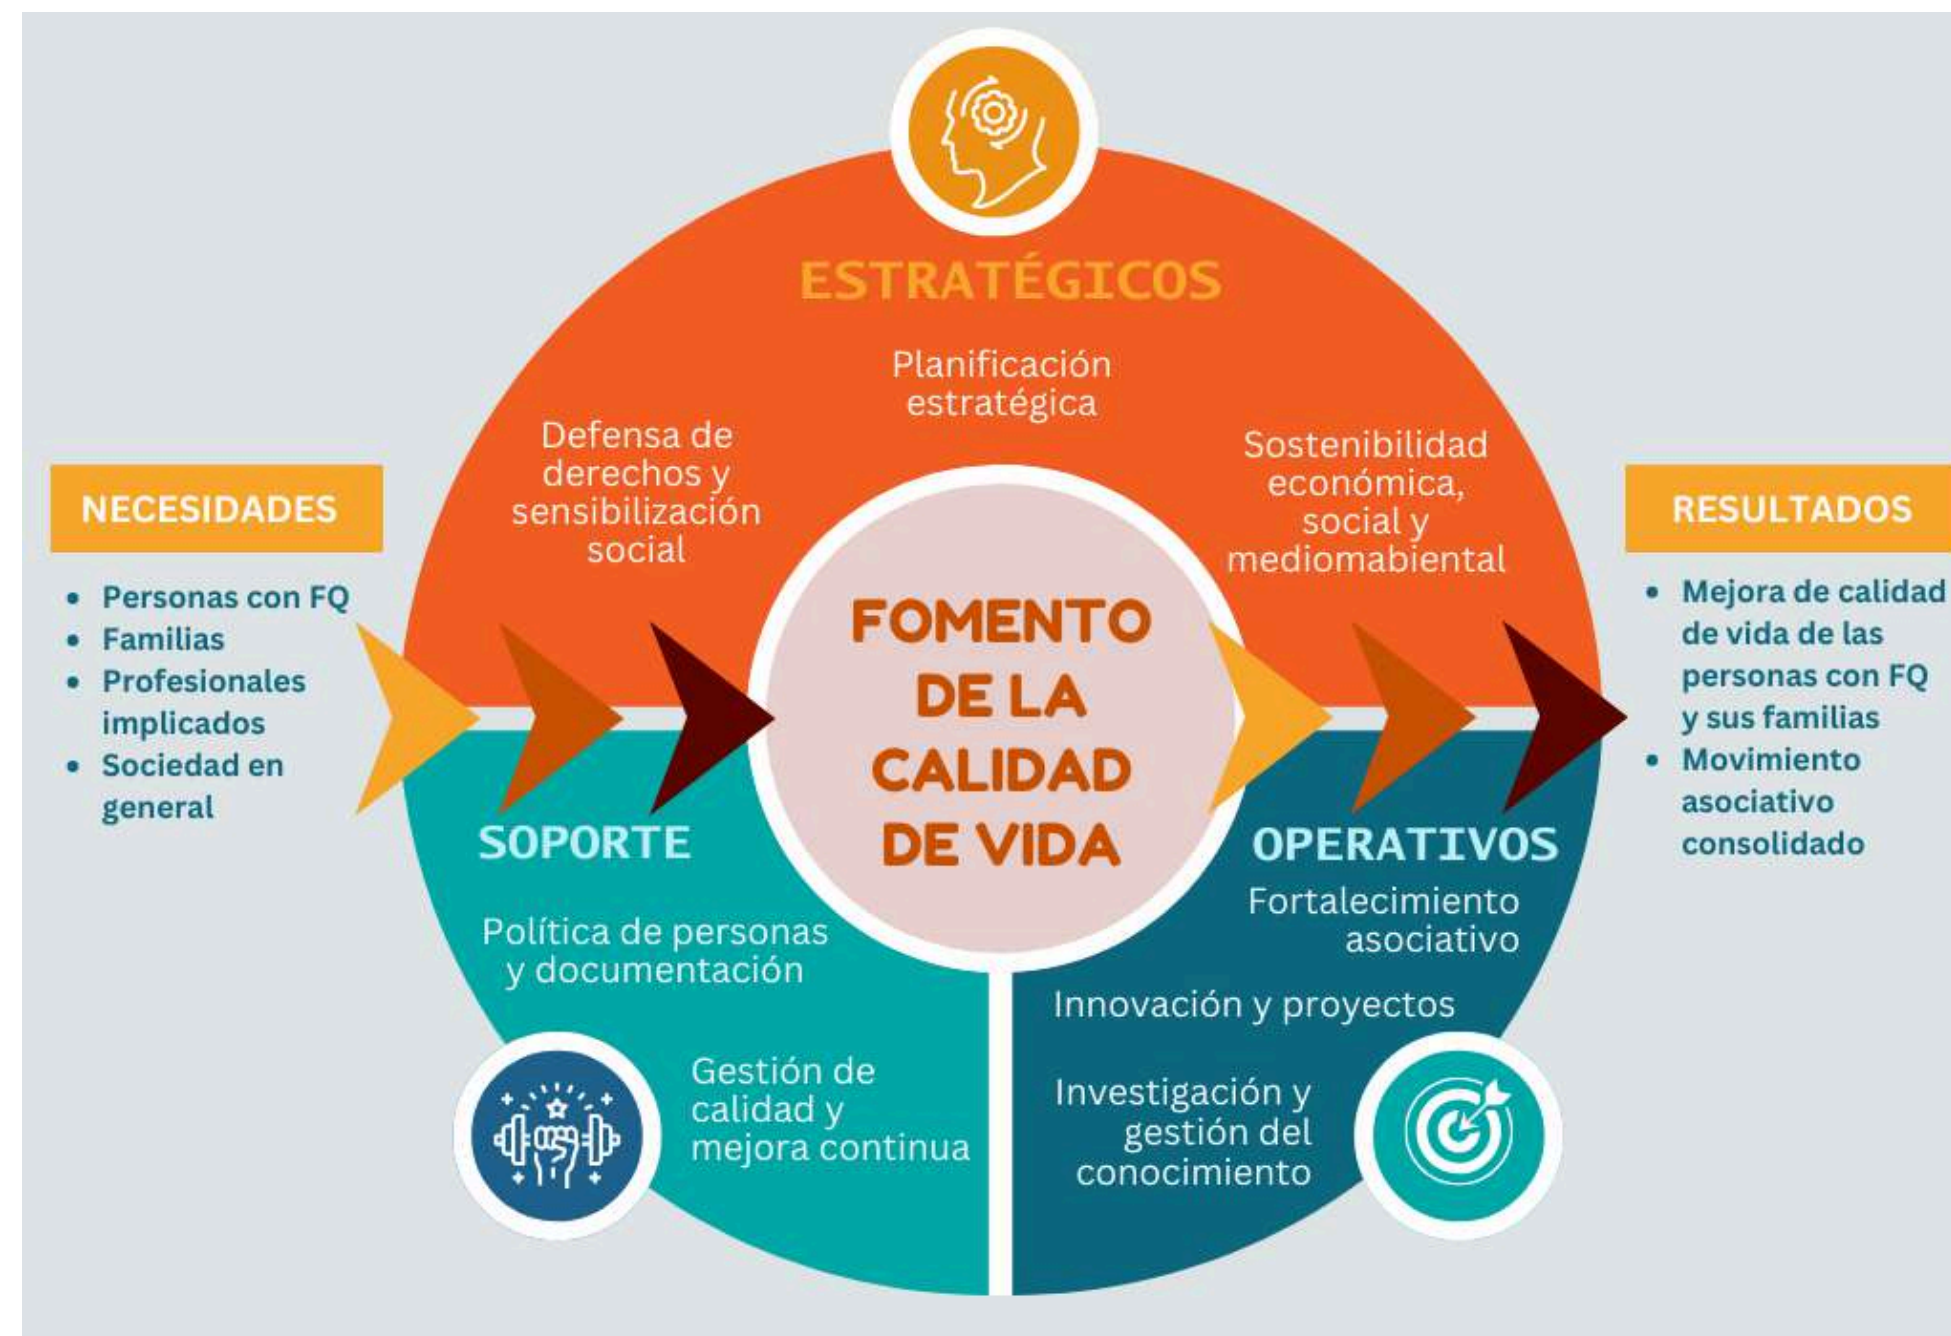 ESTRATÉGICOS
Planificación
estratégica
Defensa de
derechos y
sensibilización
social
Sostenibilidad
económica,
social y
mediomabiental
NECESIDADES
• Personas con FQ
• Familias
• Profesionales
implicados
• Sociedad en
general
FOMENTO
DE LA
CALIDAD
DE VIDA
RESULTADOS
• Mejora de calidad
de vida de las
personas con FQ
y sus familias
• Movimiento
asociativo
consolidado
SOPORTE
Política de personas
y documentación
Gestión de
calidad y
mejora continua
OPERATIVOS
Fortalecimiento
asociativo
Innovación y proyectos
Investigación y
gestión del
conocimiento